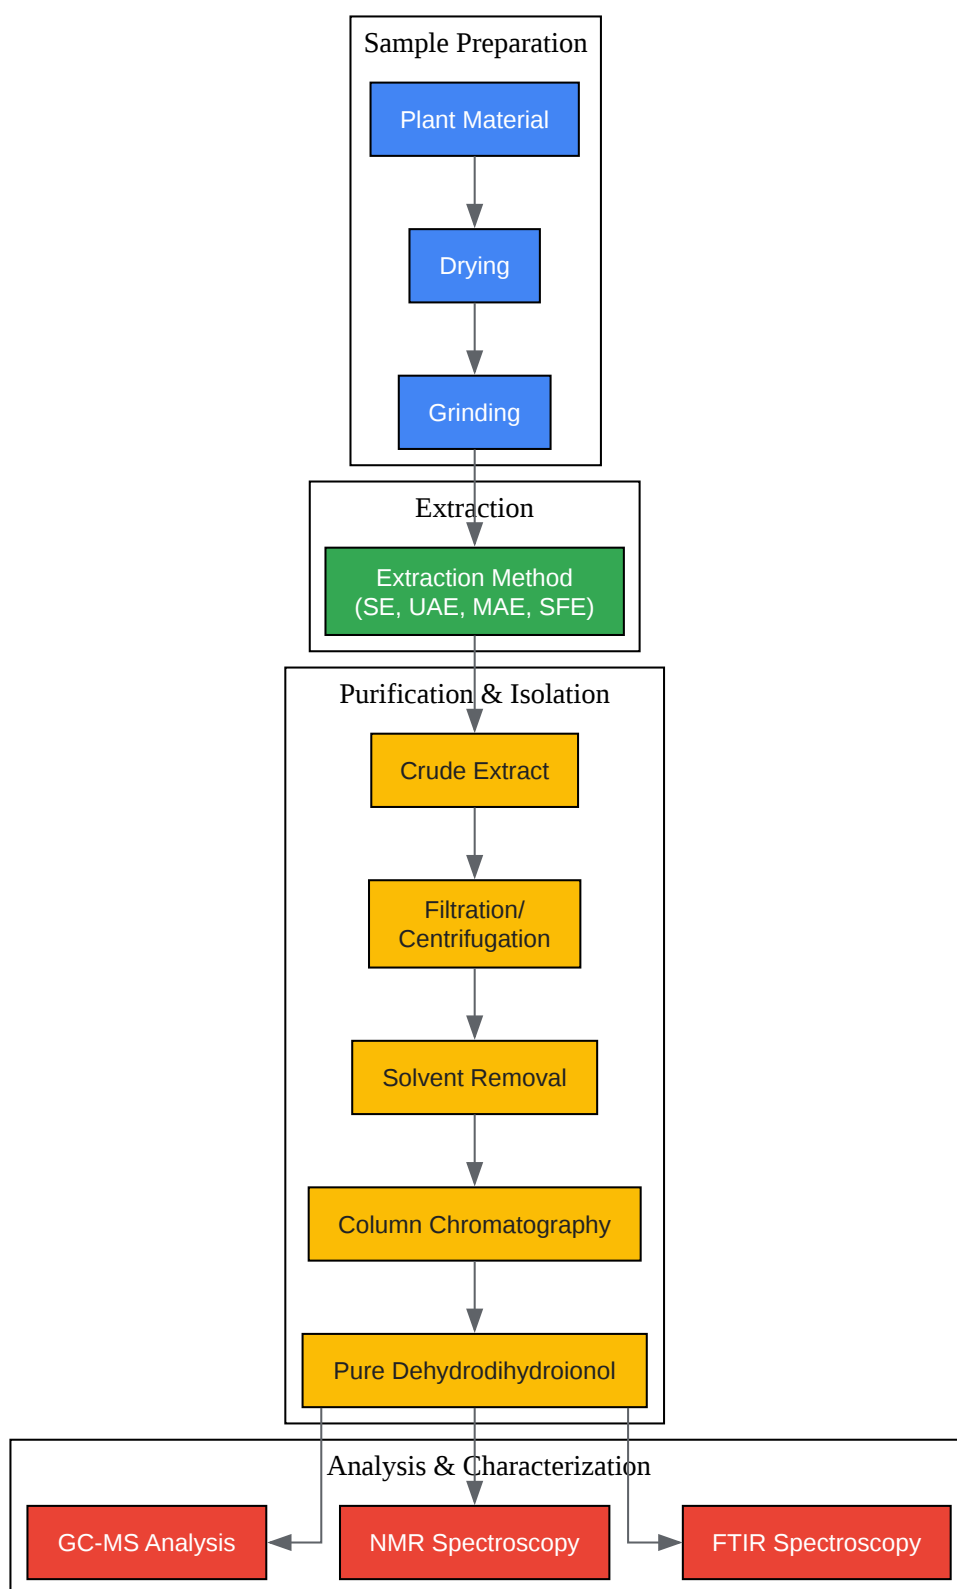 Sample Preparation
Plant Material
Drying
Grinding
Extraction
Extraction Method
(SE, UAE, MAE, SFE)
Purification & Isolation
Crude Extract
Filtration/
Centrifugation
Solvent Removal
Column Chromatography
Pure Dehydrodihydroionol
Analysis & Characterization
GC-MS Analysis
NMR Spectroscopy
FTIR Spectroscopy